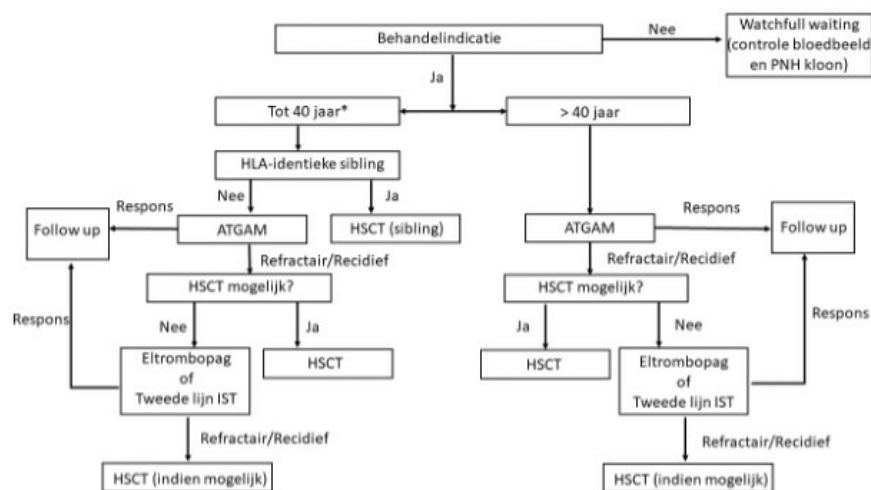 Behandelindicatie
Nee
Watchfull waiting
(controle bloedbeeld
en PNH kloon)
Ja
Tot 40 jaar*
> 40 jaar
HLA-identieke sibling
Nee
Ja
Respons
Follow up
ATGAM
HSCT (sibling)
ATGAM
Respons
Follow up
Refractair/Recidief
Refractair/Recidief
HSCT mogelijk?
HSCT mogelijk?
Respons
Nee
Ja
Ja
Nee
Respons
Eltrombopag
of
Tweede lijn IST
HSCT
HSCT
Eltrombopag
of
Tweede lijn IST
Refractair/Recidief
Refractair/Recidief
HSCT (indien mogelijk)
HSCT (indien mogelijk)